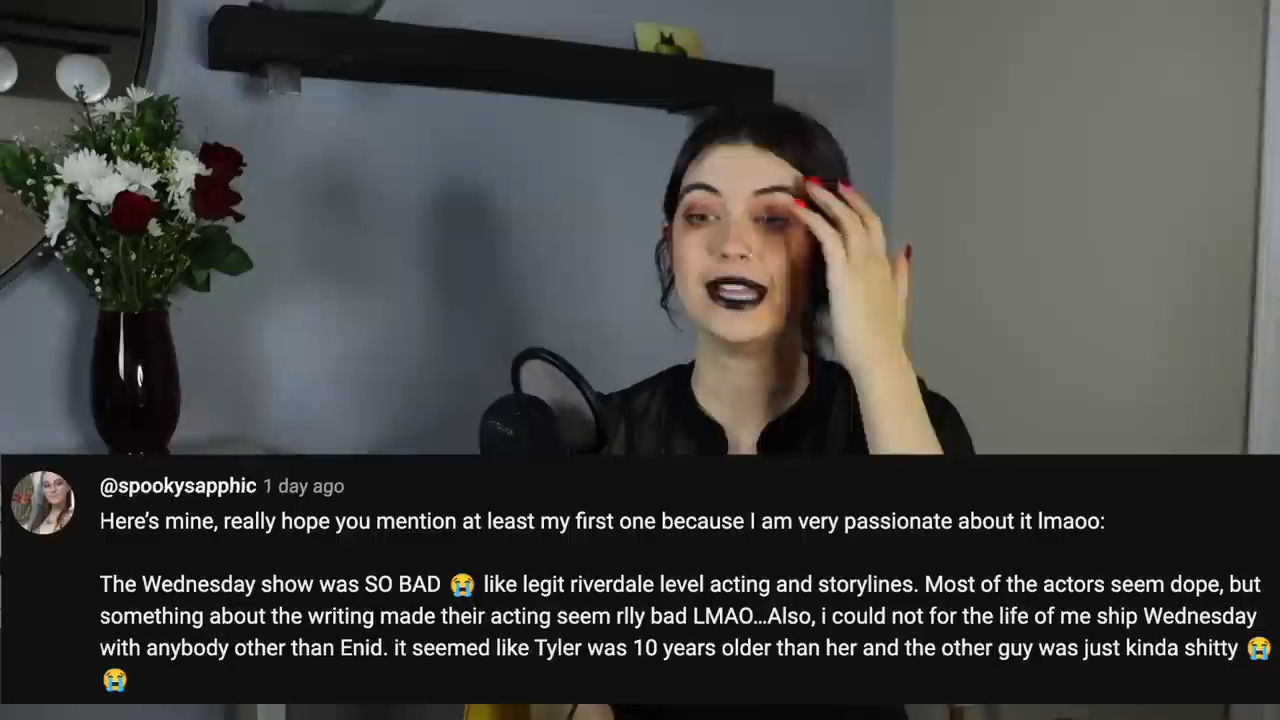 @spookysapphic 1 day ago
Here’s mine, really hope you mention at least my first one because I am very passionate about it lmaoo:
The Wednesday show was SO BAD 😭 like legit riverdale level acting and storylines. Most of the actors seem dope, but
something about the writing made their acting seem rlly bad LMAO…Also, i could not for the life of me ship Wednesday
with anybody other than Enid. it seemed like Tyler was 10 years older than her and the other guy was just kinda shitty 😭
😭